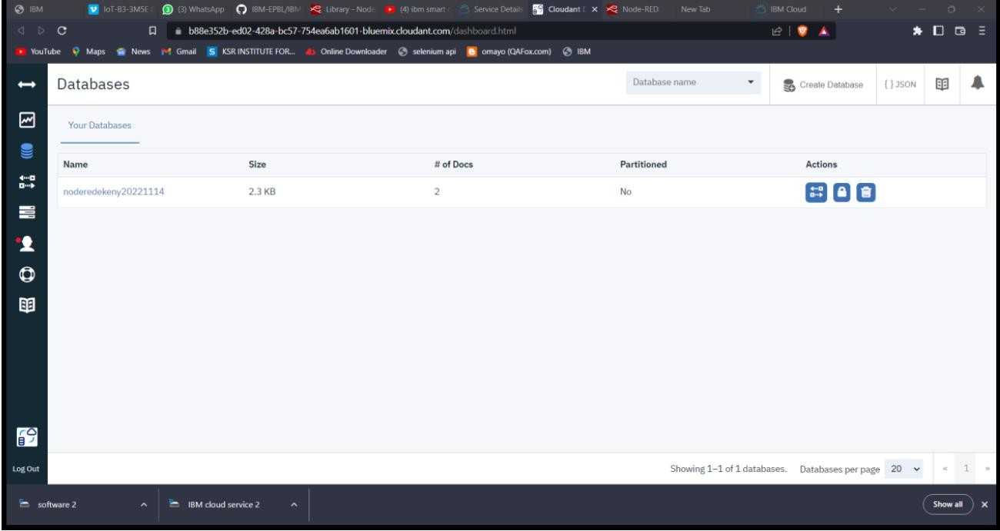 IBM IoT-B3-3M5E (3) WhatsApp IBM-EPBL/IBM Library - Node (4) ibm smart Service Details Cloudant Node-RED New Tab IBM Cloud
b88e352b-ed02-428a-bc57-754ea6ab1601-bluemix.cloudant.com/dashboard.html
YouTube Maps News Gmail KSR INSTITUTE FOR... Online Downloader selenium api omayo (QAFox.com) IBM
Databases Database name Create Database { } JSON
Your Databases
Name Size # of Docs Partitioned Actions
noderedekeny20221114 2.3 KB 2 No
Log Out Showing 1–1 of 1 databases. Databases per page 20 « 1 »
software 2 IBM cloud service 2 Show all